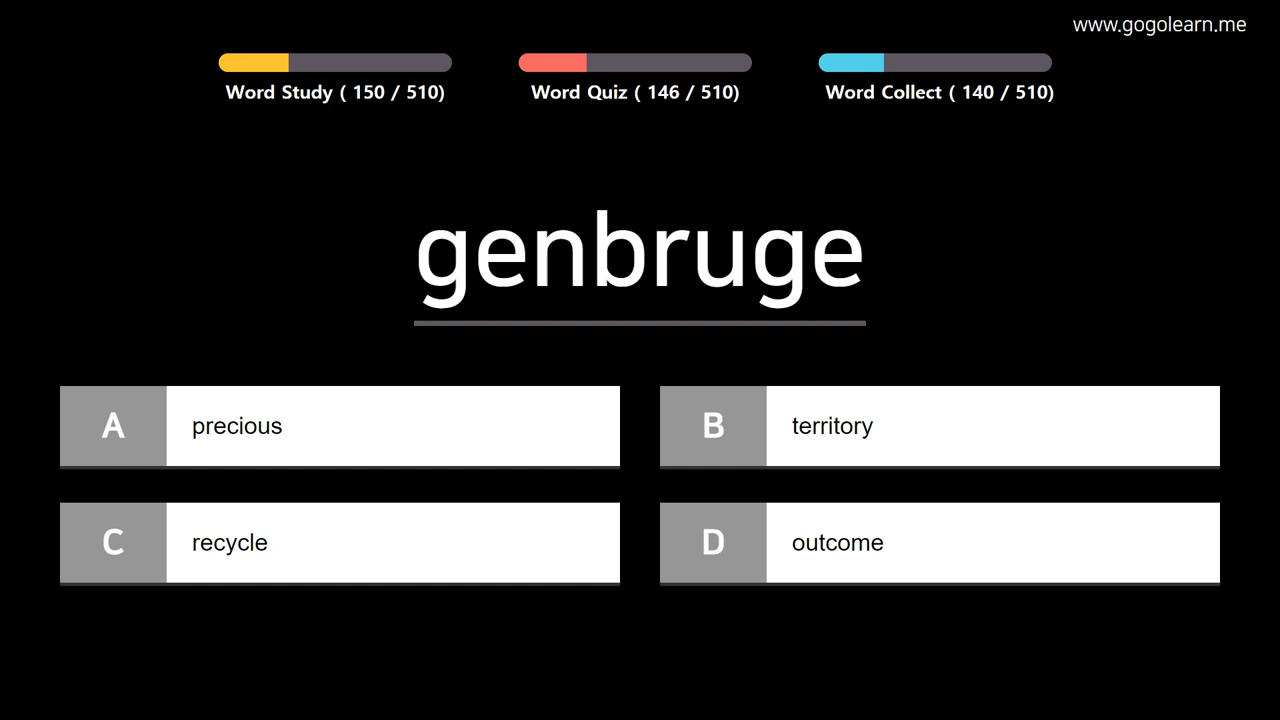 www.gogolearn.me
Word Study ( 150 / 510)
Word Quiz ( 146 / 510)
Word Collect ( 140 / 510)
genbruge
A precious
B territory
C recycle
D outcome